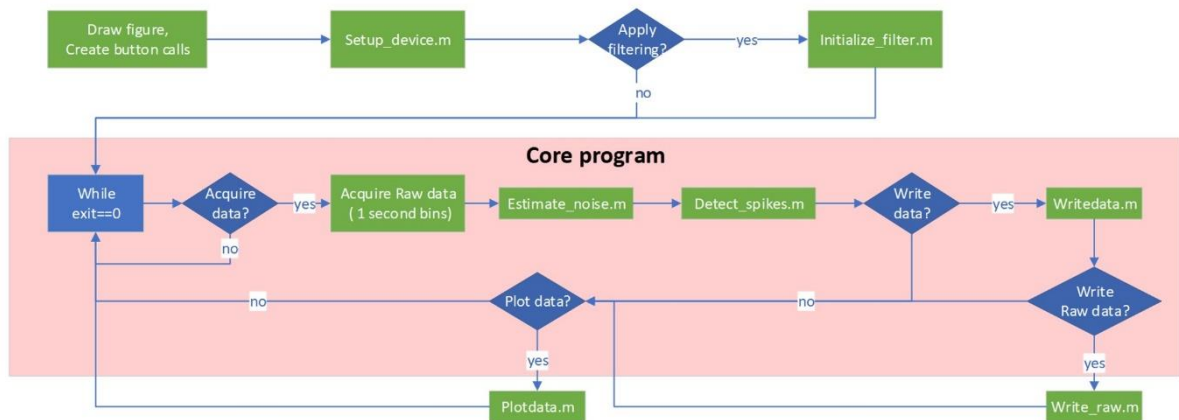 Draw figure,
Create button calls
Setup_device.m
Apply
filtering?
yes
Initialize_filter.m
no
Core program
While
exit==0
Acquire
data?
yes
Acquire Raw data
( 1 second bins)
Estimate_noise.m
Detect_spikes.m
Write
data?
yes
Writedata.m
no
no
Plot data?
no
Write
Raw data?
yes
yes
Plotdata.m
Write_raw.m